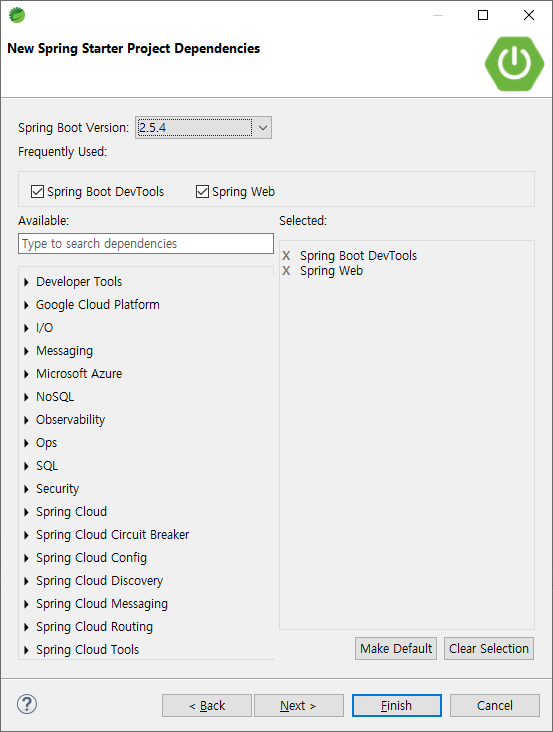 New Spring Starter Project Dependencies
Spring Boot Version: 2.5.4
Frequently Used:
Spring Boot DevTools Spring Web
Available: Selected:
Type to search dependencies
X Spring Boot DevTools
X Spring Web
Developer Tools
Google Cloud Platform
I/O
Messaging
Microsoft Azure
NoSQL
Observability
Ops
SQL
Security
Spring Cloud
Spring Cloud Circuit Breaker
Spring Cloud Config
Spring Cloud Discovery
Spring Cloud Messaging
Spring Cloud Routing
Spring Cloud Tools
Make Default Clear Selection
? < Back Next > Finish Cancel